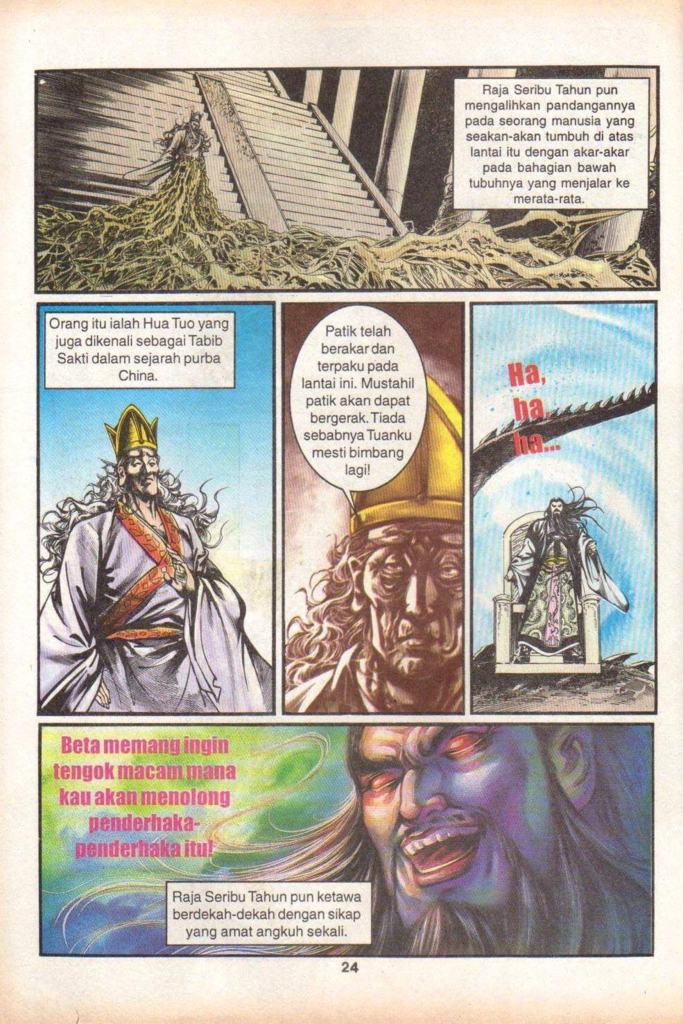 Raja Seribu Tahun pun
mengalihkan pandangannya
pada seorang manusia yang
seakan-akan tumbuh di atas
lantai itu dengan akar-akar
pada bahagian bawah
tubuhnya yang menjalar ke
merata-rata.
Orang itu ialah Hua Tuo yang
juga dikenali sebagai Tabib
Sakti dalam sejarah purba
China.
Patik telah
berakar dan
terpaku pada
lantai ini. Mustahil
patik akan dapat
bergerak. Tiada
sebabnya Tuanku
mesti bimbang
lagi!
Ha,
ha,
ha...
Beta memang ingin
tengok macam mana
kau akan menolong
penderhaka-
penderhaka itu!
Raja Seribu Tahun pun ketawa
berdekah-dekah dengan sikap
yang amat angkuh sekali.
24